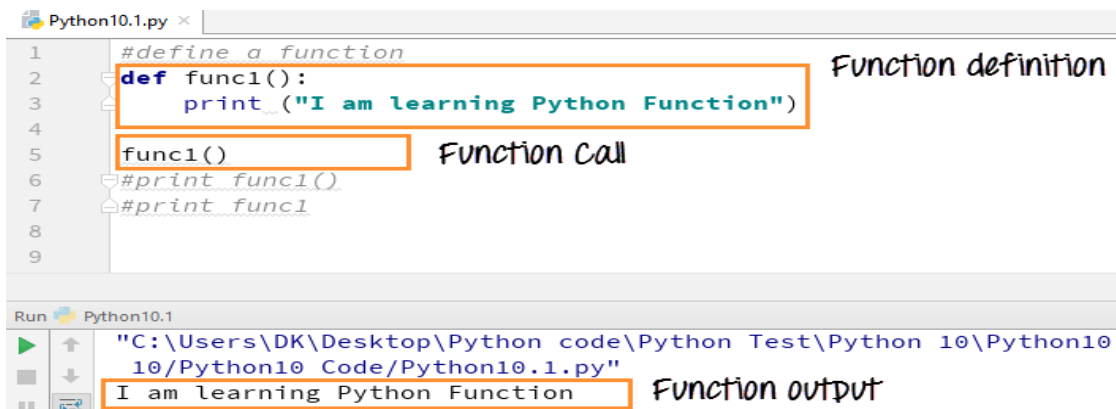 Python10.1.py ×
1 #define a function
2 def func1():
Function definition
3 print ("I am learning Python Function")
4
5 func1()
Function Call
6 #print func1()
7 #print func1
8
9
Run Python10.1
"C:\Users\DK\Desktop\Python code\Python Test\Python 10\Python10
10/Python10 Code/Python10.1.py"
I am learning Python Function
Function output